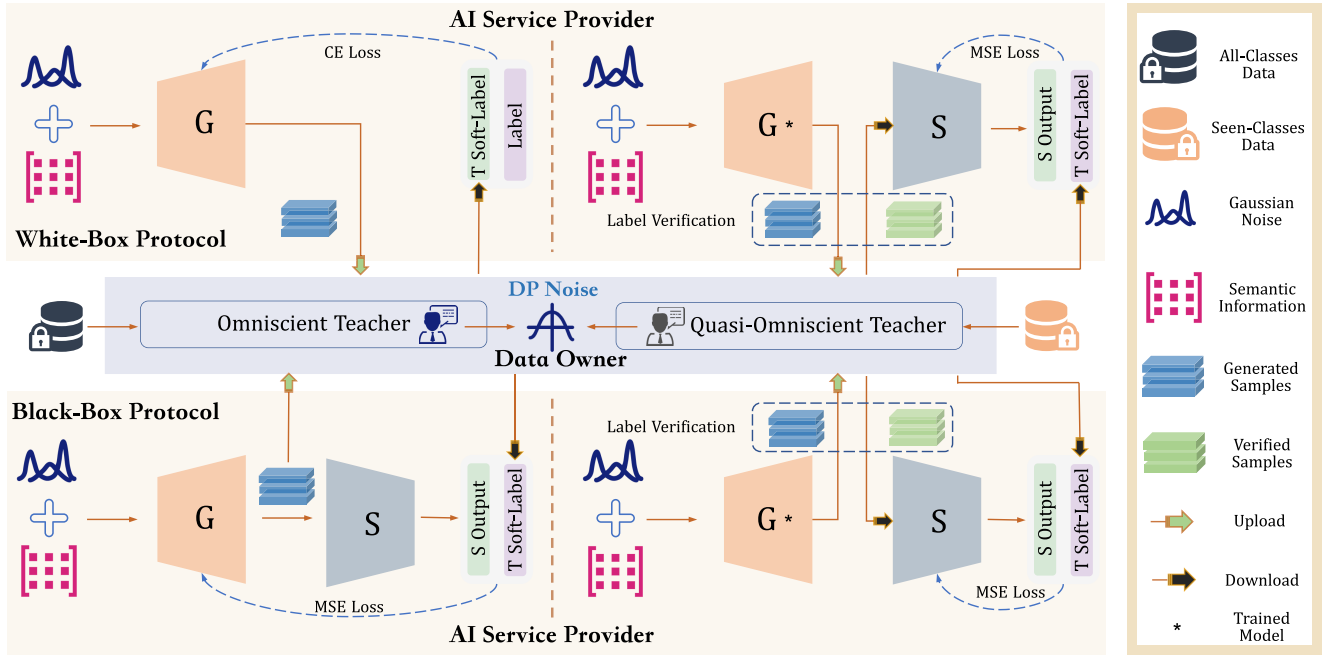 AI Service Provider
CE Loss
G
T Soft-Label
Label
White-Box Protocol
MSE Loss
G *
S
S Output
T Soft-Label
Label Verification
DP Noise
Omniscient Teacher
Quasi-Omniscient Teacher
Data Owner
Black-Box Protocol
G
S
S Output
T Soft-Label
MSE Loss
Label Verification
G *
S
S Output
T Soft-Label
MSE Loss
AI Service Provider
All-Classes
Data
Seen-Classes
Data
Gaussian
Noise
Semantic
Information
Generated
Samples
Verified
Samples
Upload
Download
* Trained
Model